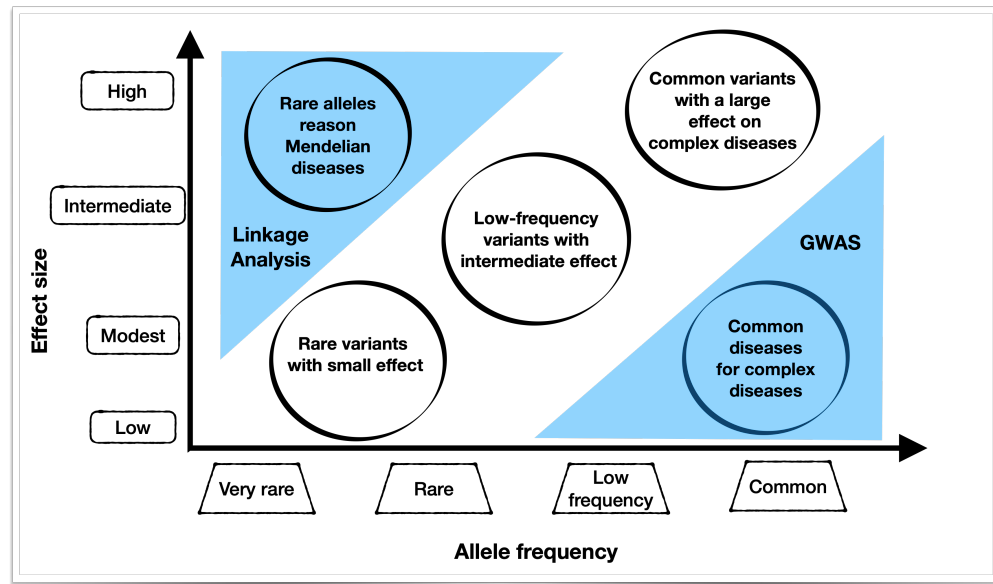 High
Intermediate
Modest
Low
Effect size
Rare alleles
reason
Mendelian
diseases
Linkage
Analysis
Rare variants
with small effect
Low-frequency
variants with
intermediate effect
Common variants
with a large
effect on
complex diseases
GWAS
Common
diseases
for complex
diseases
Very rare
Rare
Low
frequency
Common
Allele frequency